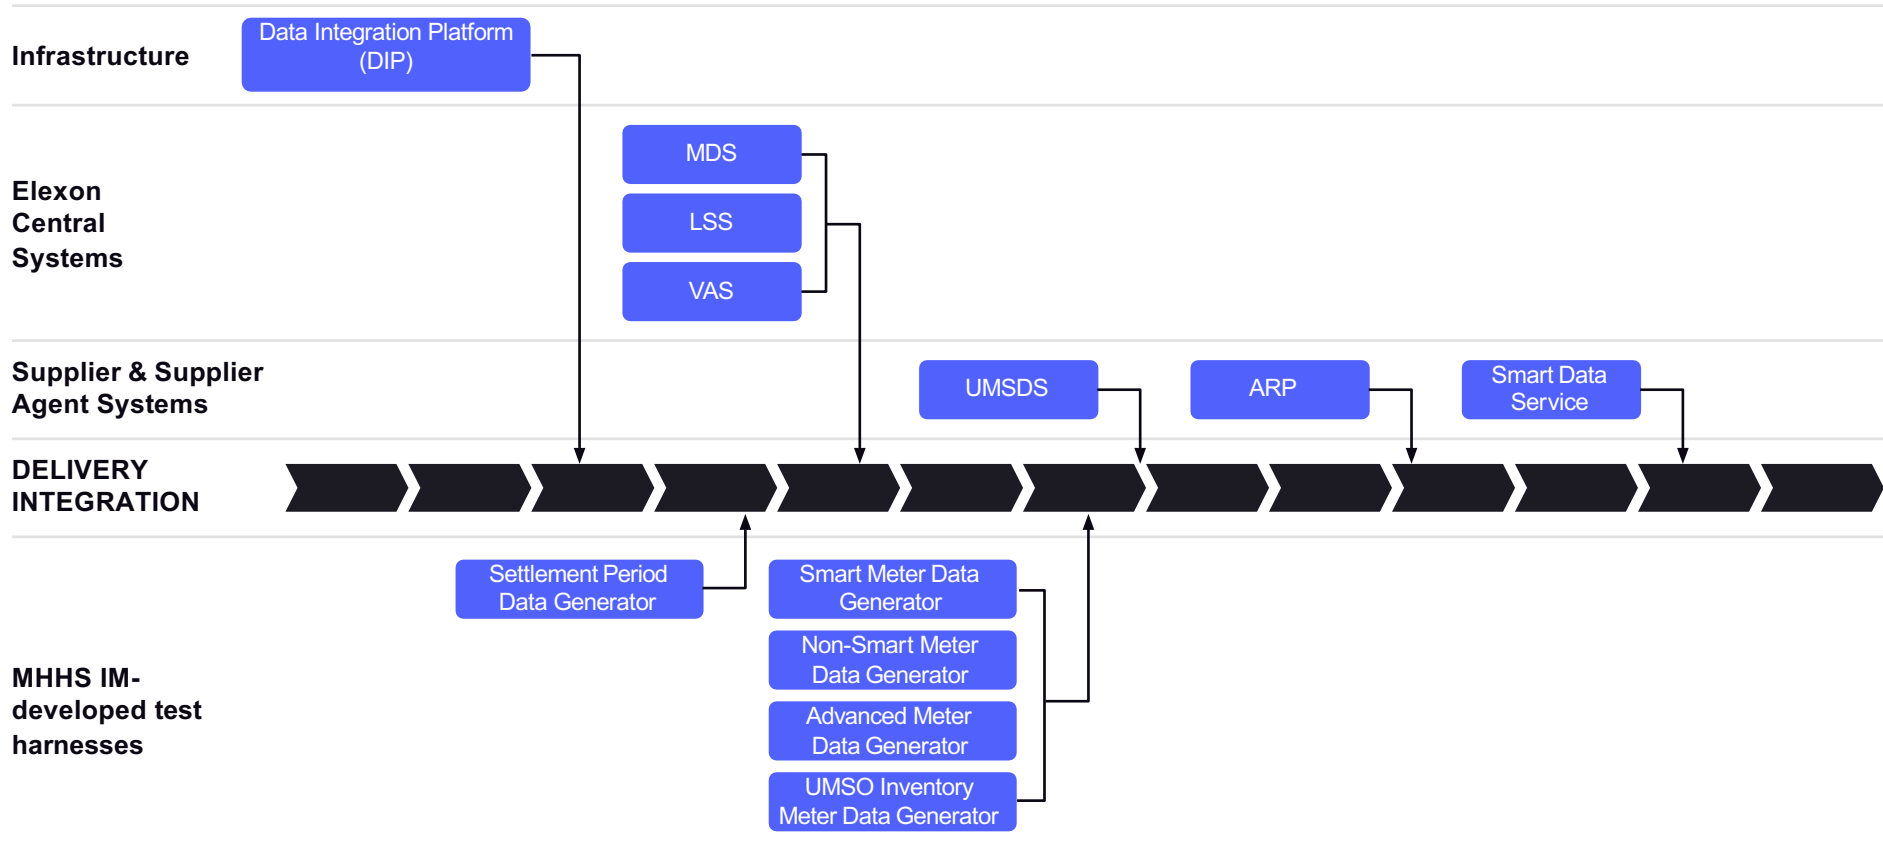 Infrastructure
Data Integration Platform
(DIP)
Elexon
Central
Systems
MDS
LSS
VAS
Supplier & Supplier
Agent Systems
UMSDS
ARP
Smart Data
Service
DELIVERY
INTEGRATION
MHHS IM-
developed test
harnesses
Settlement Period
Data Generator
Smart Meter Data
Generator
Non-Smart Meter
Data Generator
Advanced Meter
Data Generator
UMSO Inventory
Meter Data Generator